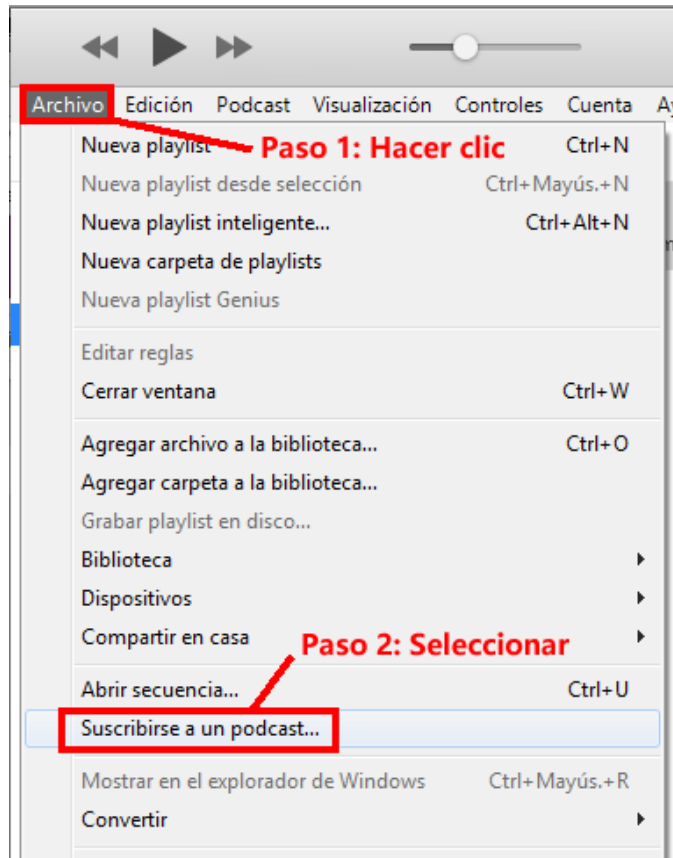 Archivo Edición Podcast Visualización Controles Cuenta
Nueva playlist Paso 1: Hacer clic Ctrl+N
Nueva playlist desde selección Ctrl+Mayús.+N
Nueva playlist inteligente... Ctrl+Alt+N
Nueva carpeta de playlists
Nueva playlist Genius
Editar reglas
Cerrar ventana Ctrl+W
Agregar archivo a la biblioteca... Ctrl+O
Agregar carpeta a la biblioteca...
Grabar playlist en disco...
Biblioteca
Dispositivos
Compartir en casa Paso 2: Seleccionar
Abrir secuencia... Ctrl+U
Suscribirse a un podcast...
Mostrar en el explorador de Windows Ctrl+Mayús.+R
Convertir